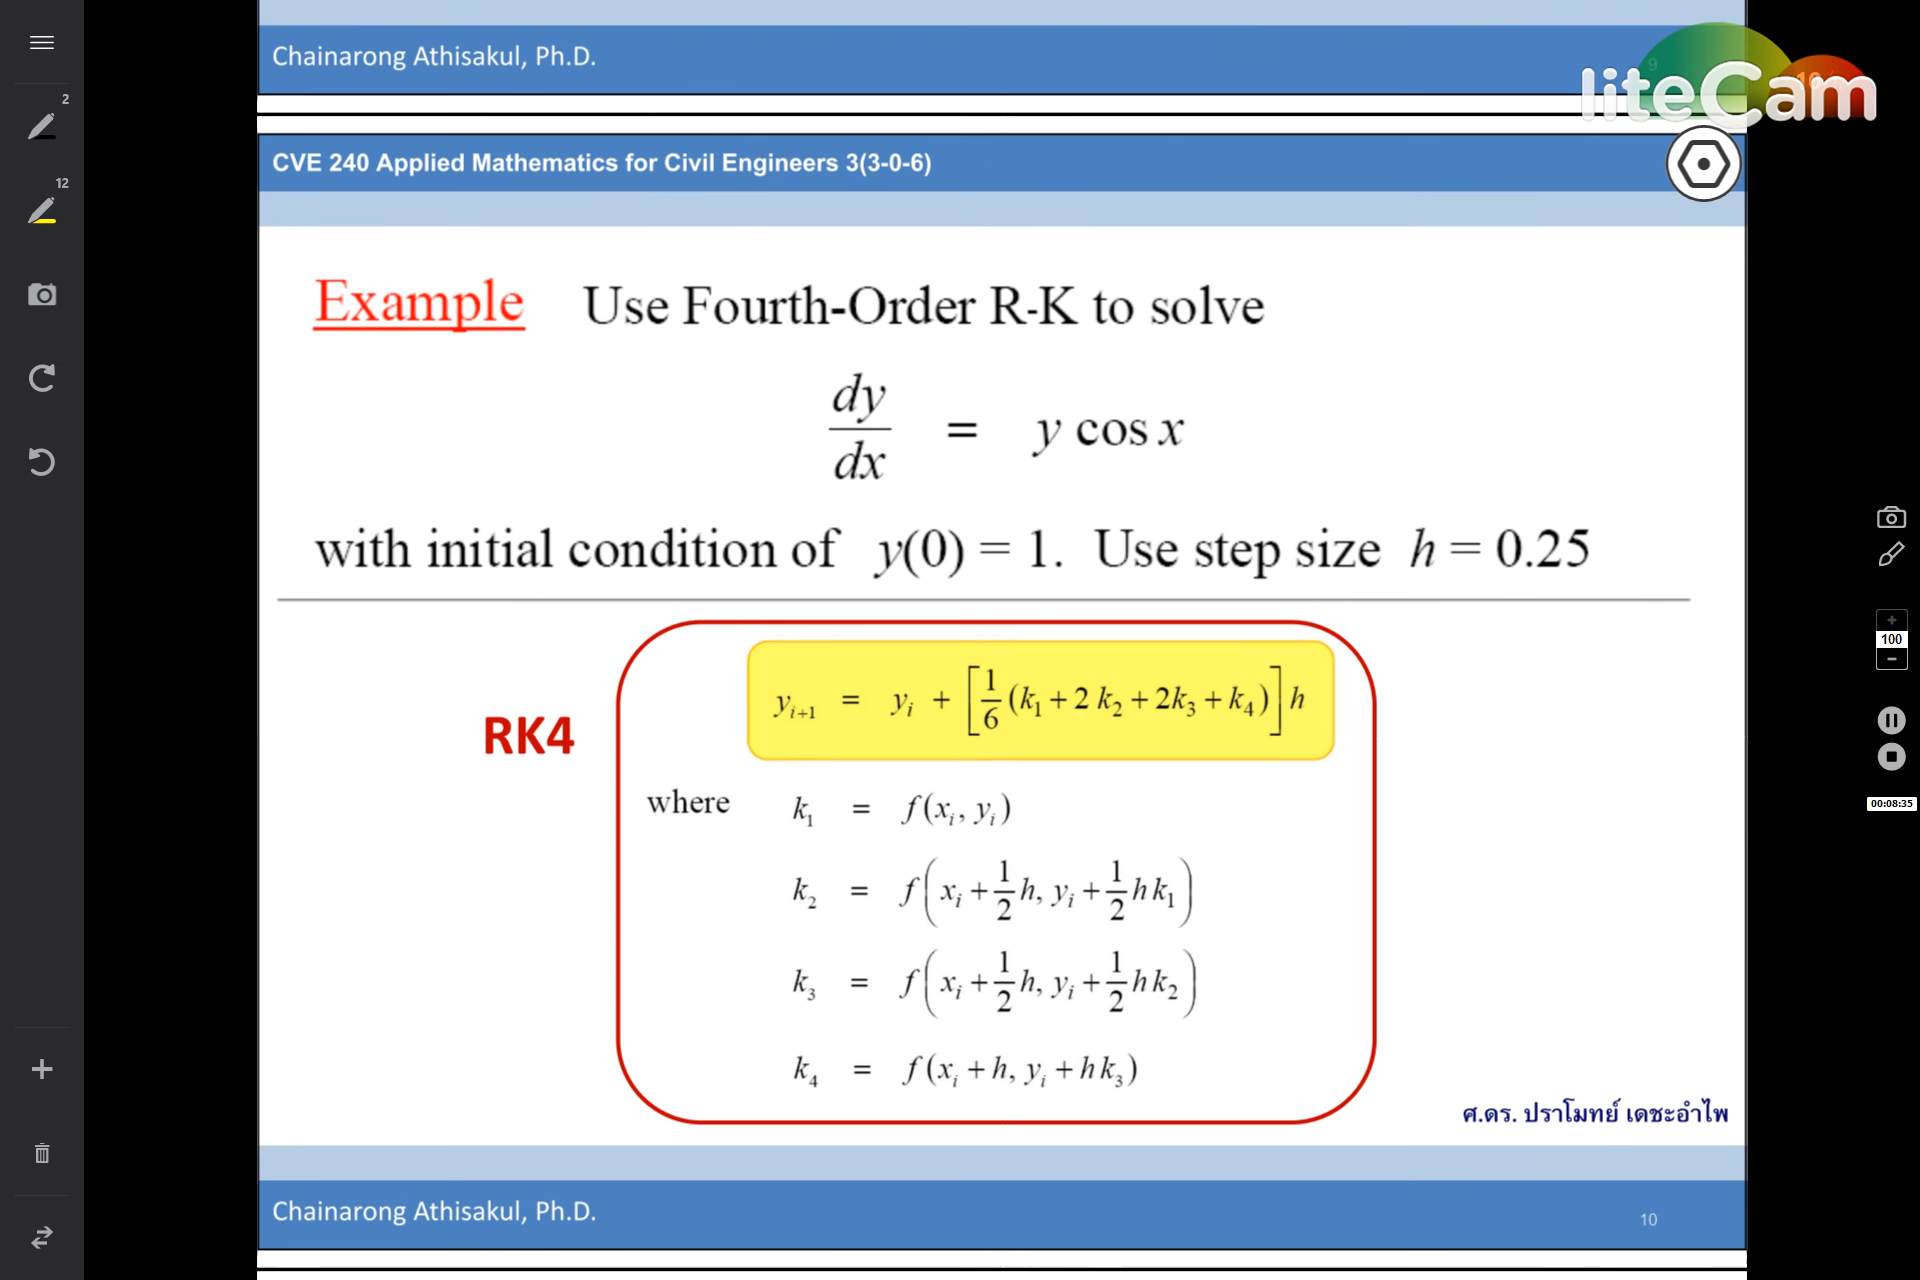 Chainarong Athisakul, Ph.D.
9
10
liteCam
2
12
CVE 240 Applied Mathematics for Civil Engineers 3(3-0-6)
Example Use Fourth-Order R-K to solve
dy/dx = y cos x
with initial condition of y(0) = 1. Use step size h = 0.25
RK4
y_{i+1} = y_i + [1/6 (k_1 + 2 k_2 + 2k_3 + k_4)] h
where k_1 = f(x_i, y_i)
k_2 = f(x_i + 1/2 h, y_i + 1/2 h k_1)
k_3 = f(x_i + 1/2 h, y_i + 1/2 h k_2)
k_4 = f(x_i + h, y_i + h k_3)
ศ.ดร. ปราโมทย์ เดชะอำไพ
Chainarong Athisakul, Ph.D.
10
+
100
−
00:08:35